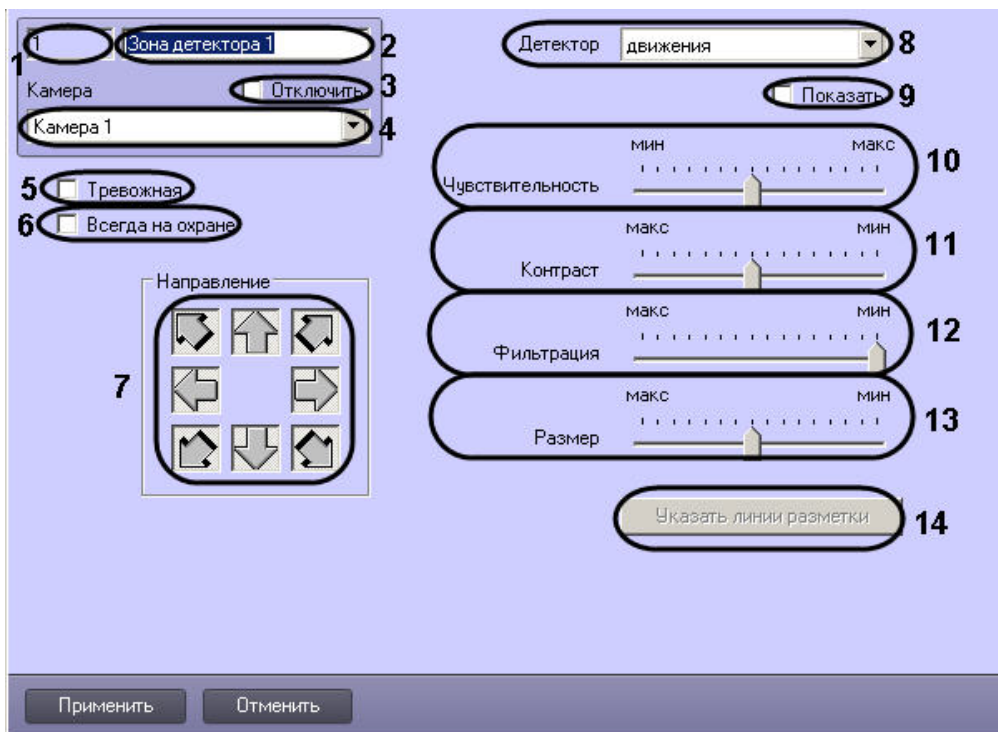 1
Зона детектора 1
2
1
Камера
Отключить
3
Камера 1
4
5
Тревожная
6
Всегда на охране
Направление
7
Детектор
движения
8
Показать
9
мин
макс
10
Чувствительность
макс
мин
11
Контраст
макс
мин
12
Фильтрация
макс
мин
13
Размер
Указать линии разметки
14
Применить
Отменить